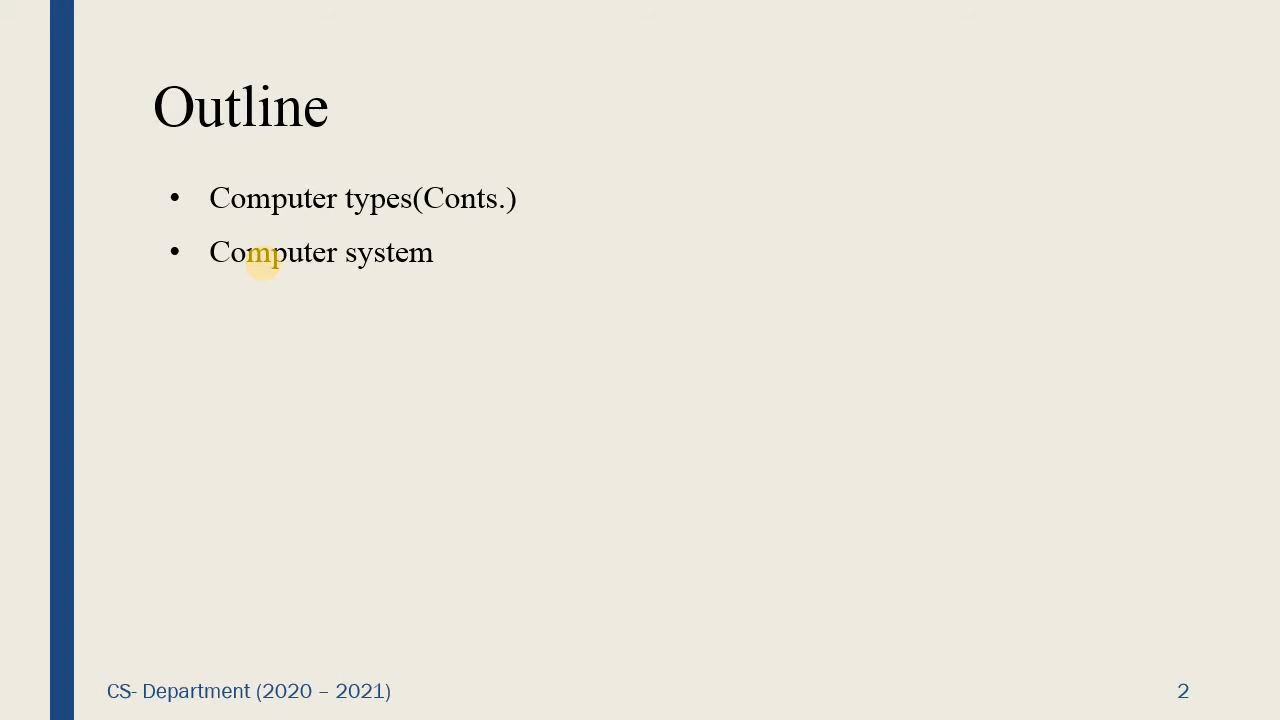 Outline
• Computer types(Conts.)
• Computer system
CS- Department (2020 – 2021)
2